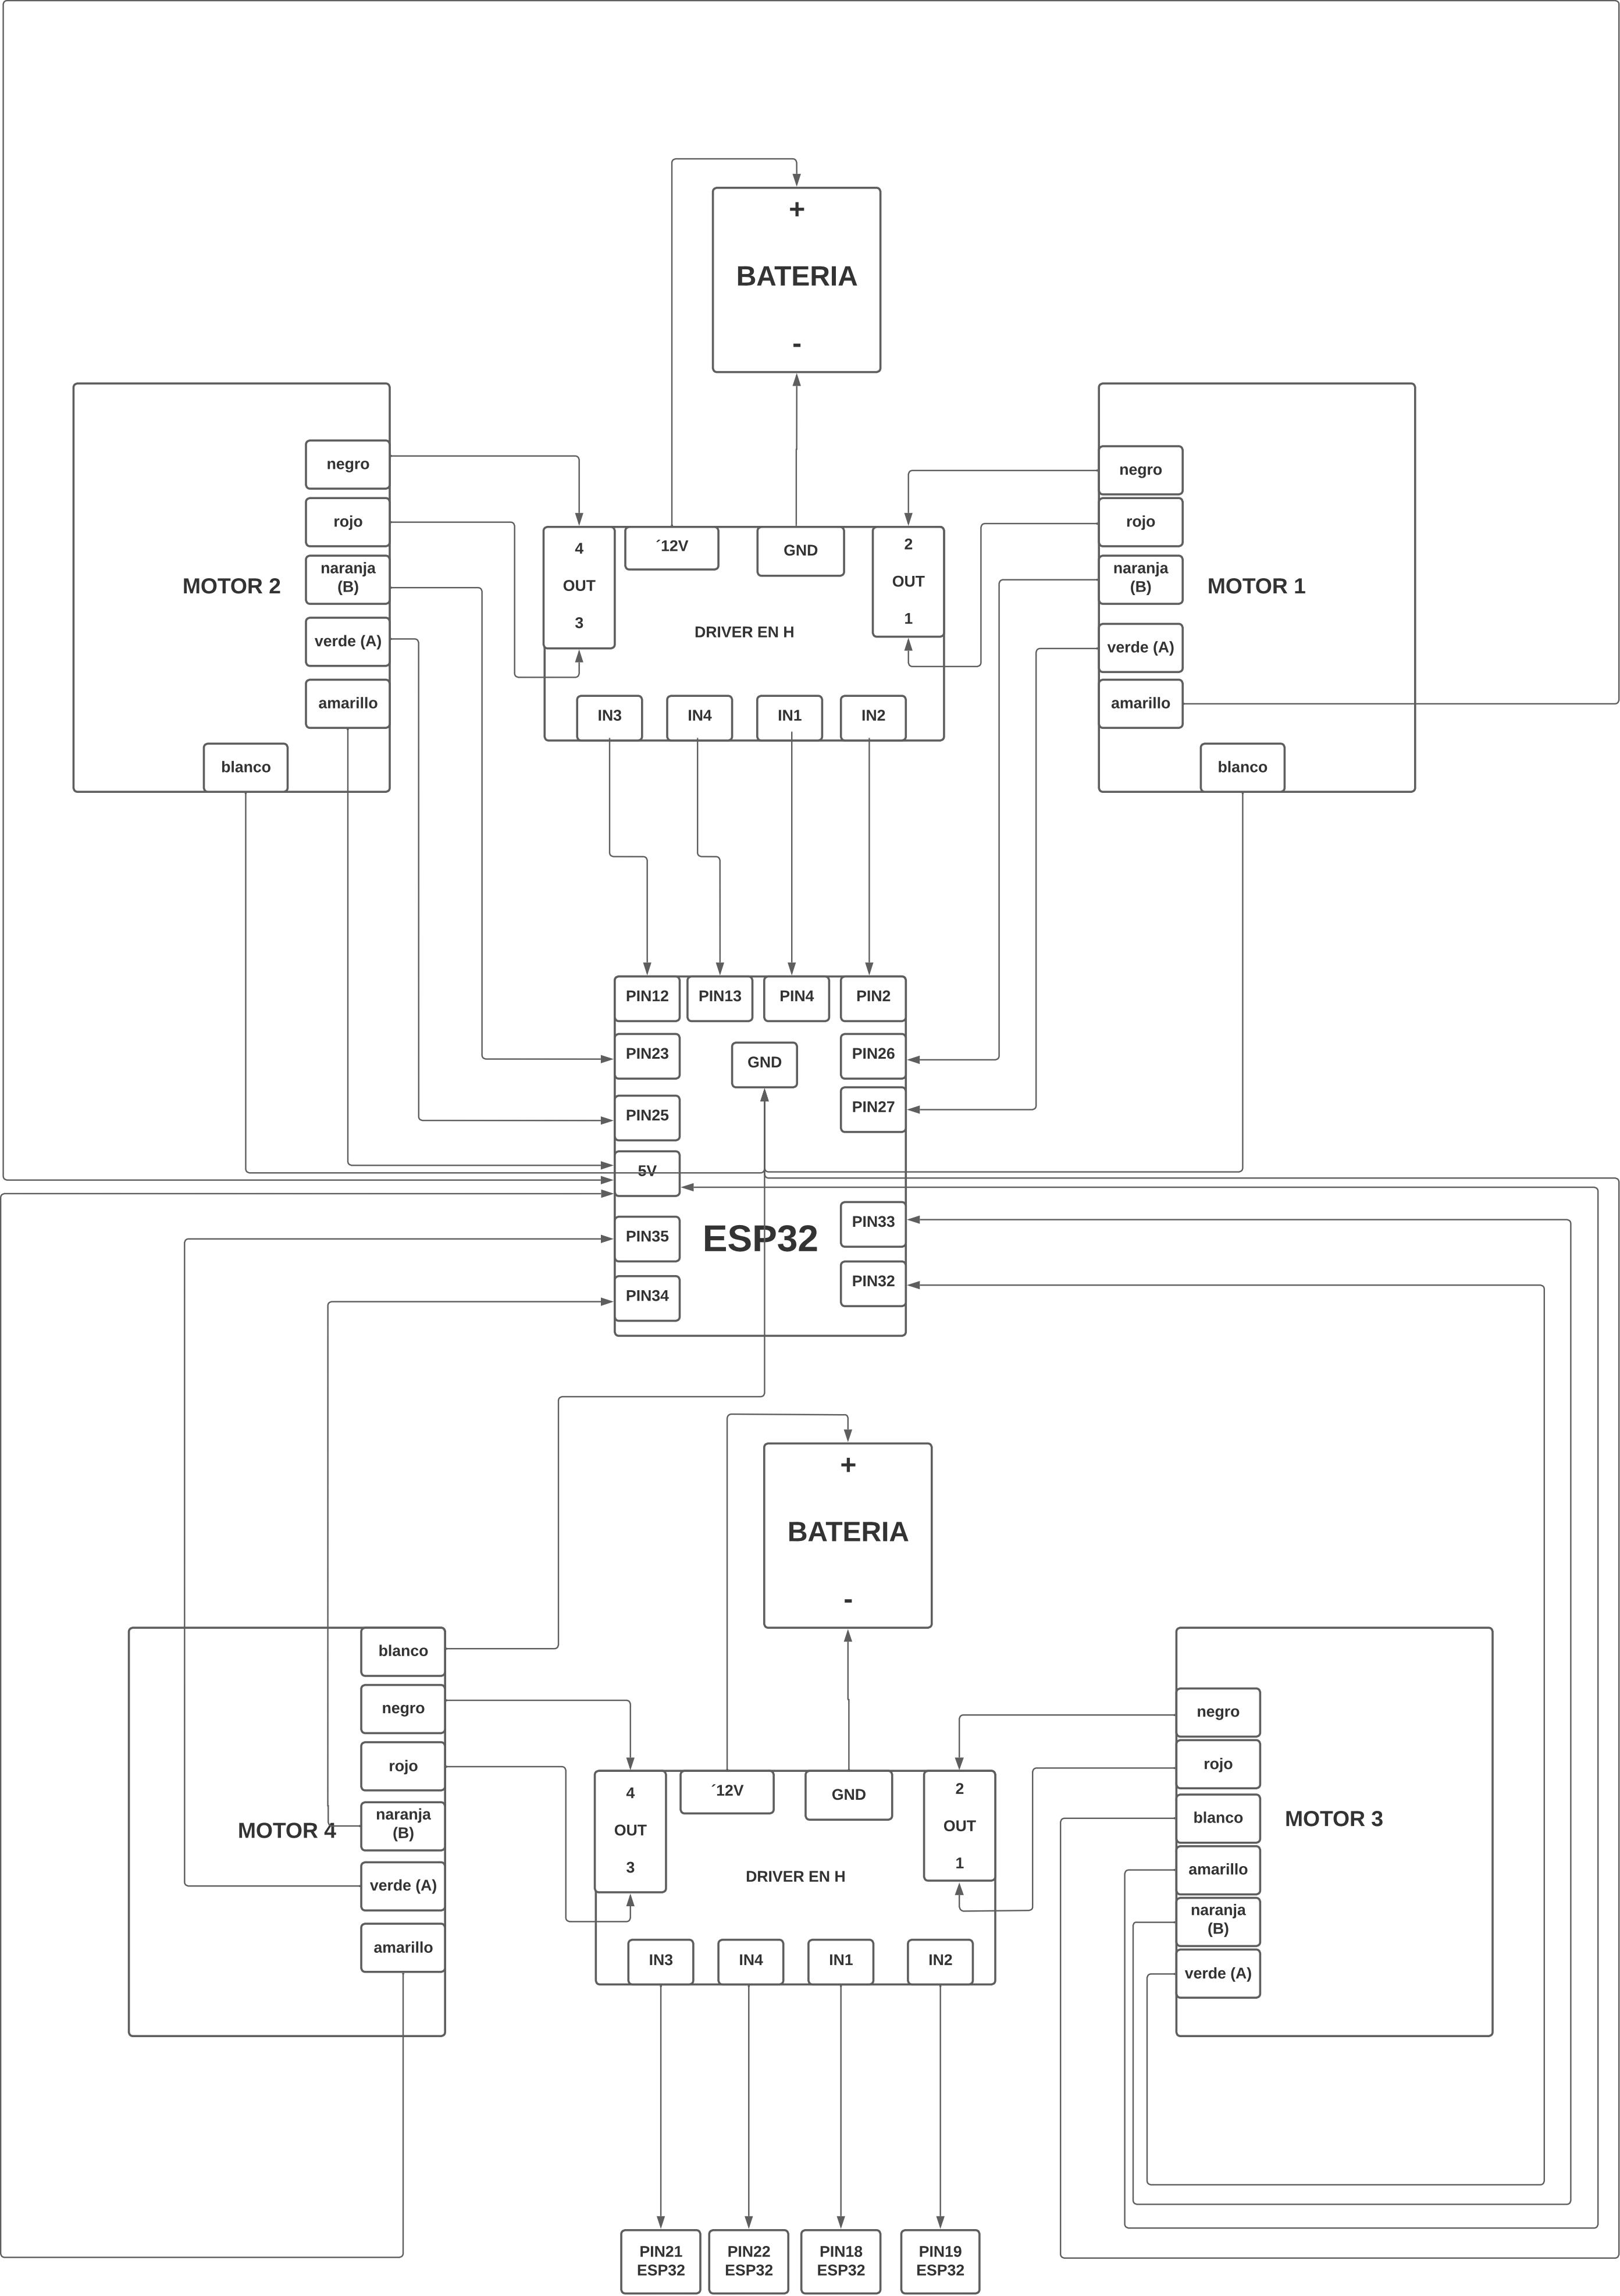 +
BATERIA
-
MOTOR 2
negro
rojo
naranja
(B)
verde (A)
amarillo
blanco
4
OUT
3
´12V
GND
2
OUT
1
DRIVER EN H
IN3
IN4
IN1
IN2
MOTOR 1
negro
rojo
naranja
(B)
verde (A)
amarillo
blanco
PIN12
PIN13
PIN4
PIN2
PIN23
GND
PIN26
PIN25
PIN27
5V
ESP32
PIN33
PIN35
PIN32
PIN34
+
BATERIA
-
MOTOR 4
blanco
negro
rojo
naranja
(B)
verde (A)
amarillo
4
OUT
3
´12V
GND
2
OUT
1
DRIVER EN H
IN3
IN4
IN1
IN2
MOTOR 3
negro
rojo
blanco
amarillo
naranja
(B)
verde (A)
PIN21
ESP32
PIN22
ESP32
PIN18
ESP32
PIN19
ESP32